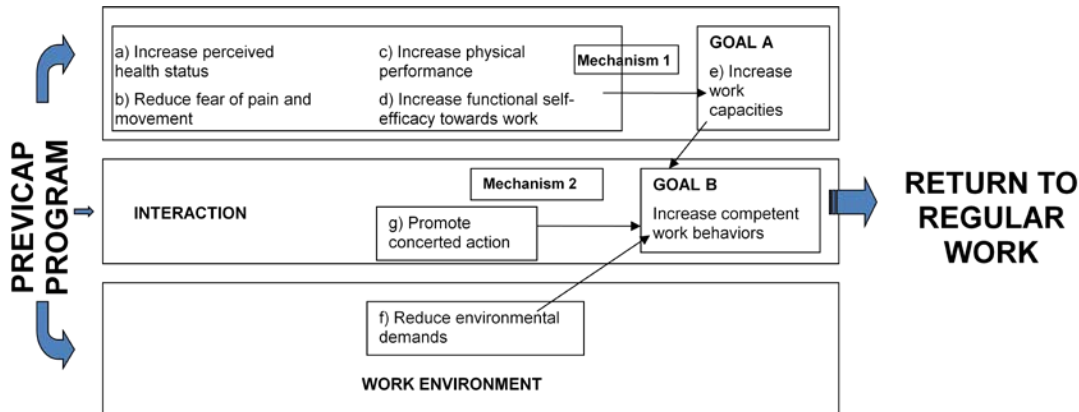 PREVICAP
PROGRAM
a) Increase perceived
health status
b) Reduce fear of pain and
movement
c) Increase physical
performance
d) Increase functional self-
efficacy towards work
Mechanism 1
GOAL A
e) Increase
work
capacities
INTERACTION
Mechanism 2
g) Promote
concerted action
GOAL B
Increase competent
work behaviors
f) Reduce environmental
demands
WORK ENVIRONMENT
RETURN TO
REGULAR
WORK